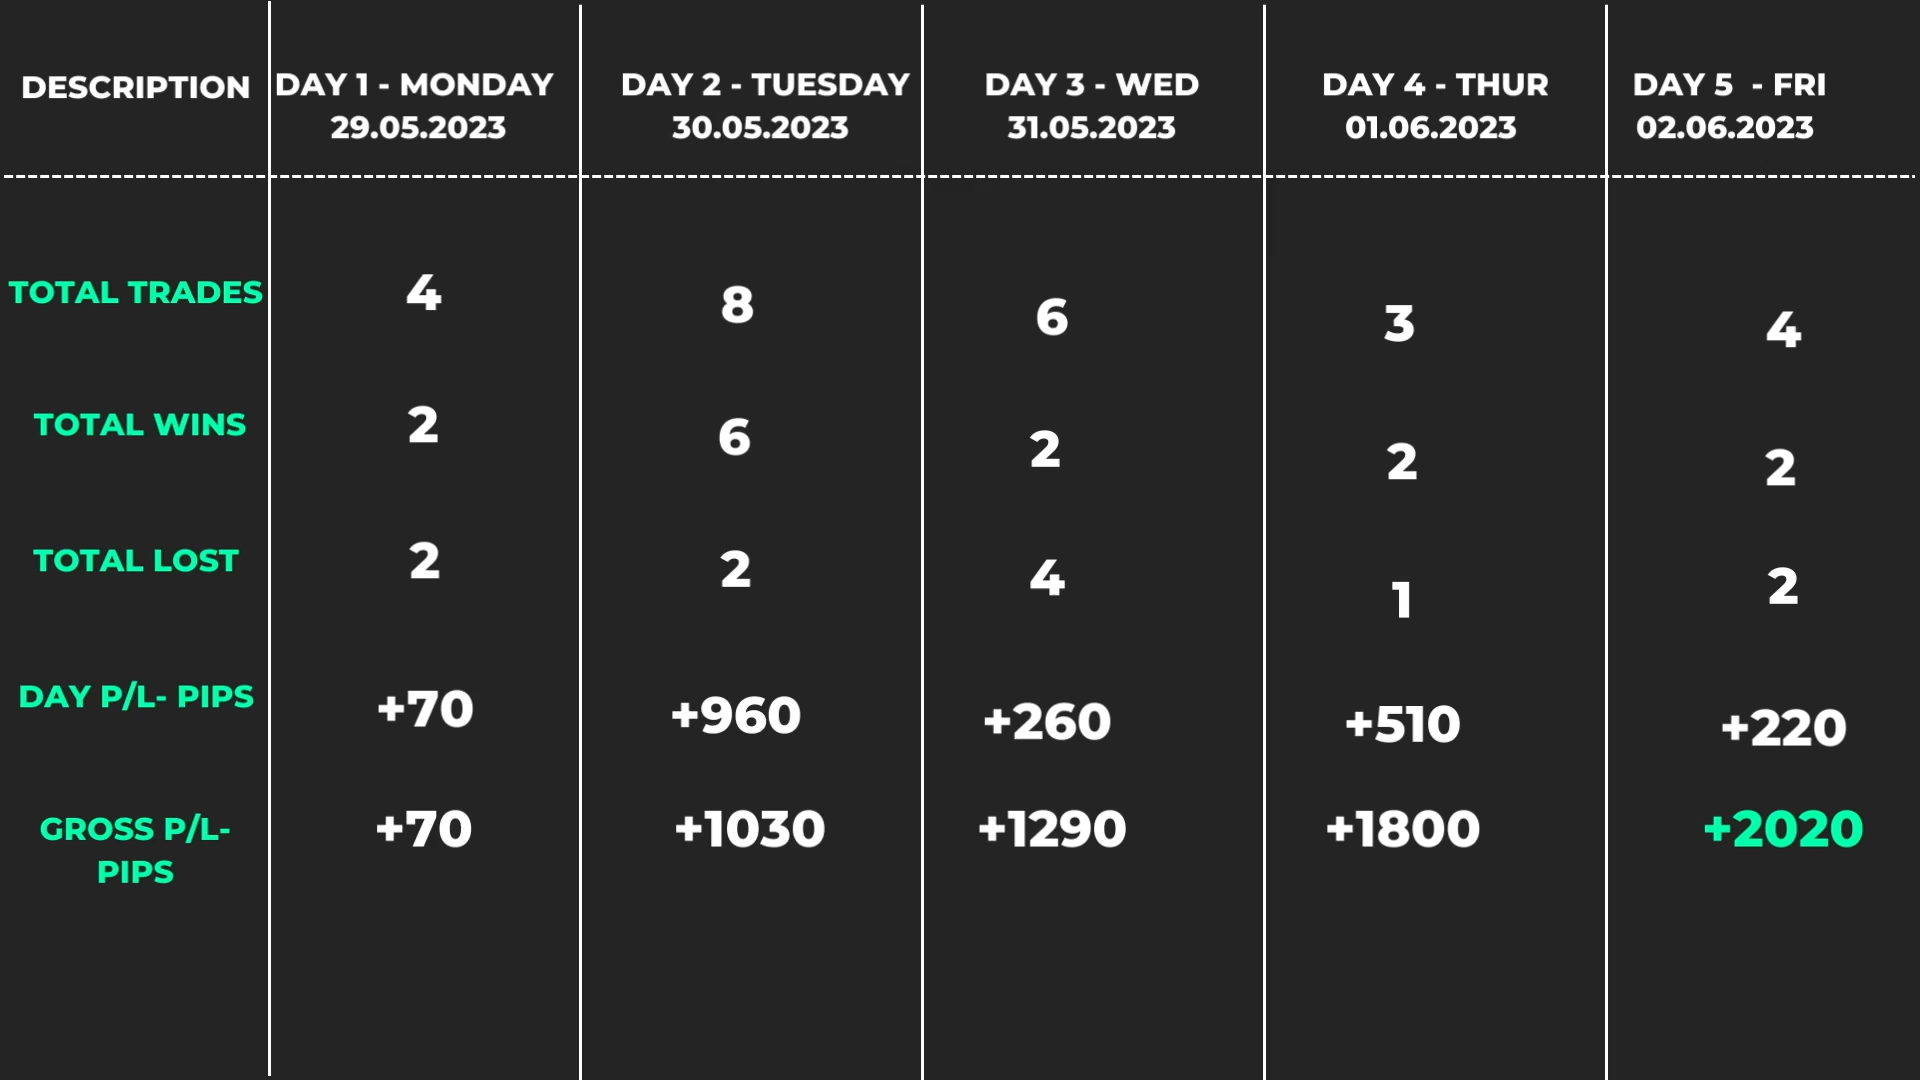 DESCRIPTION
DAY 1 - MONDAY
29.05.2023
DAY 2 - TUESDAY
30.05.2023
DAY 3 - WED
31.05.2023
DAY 4 - THUR
01.06.2023
DAY 5 - FRI
02.06.2023
TOTAL TRADES 4 8 6 3 4
TOTAL WINS 2 6 2 2 2
TOTAL LOST 2 2 4 1 2
DAY P/L- PIPS +70 +960 +260 +510 +220
GROSS P/L- +70 +1030 +1290 +1800 +2020
PIPS